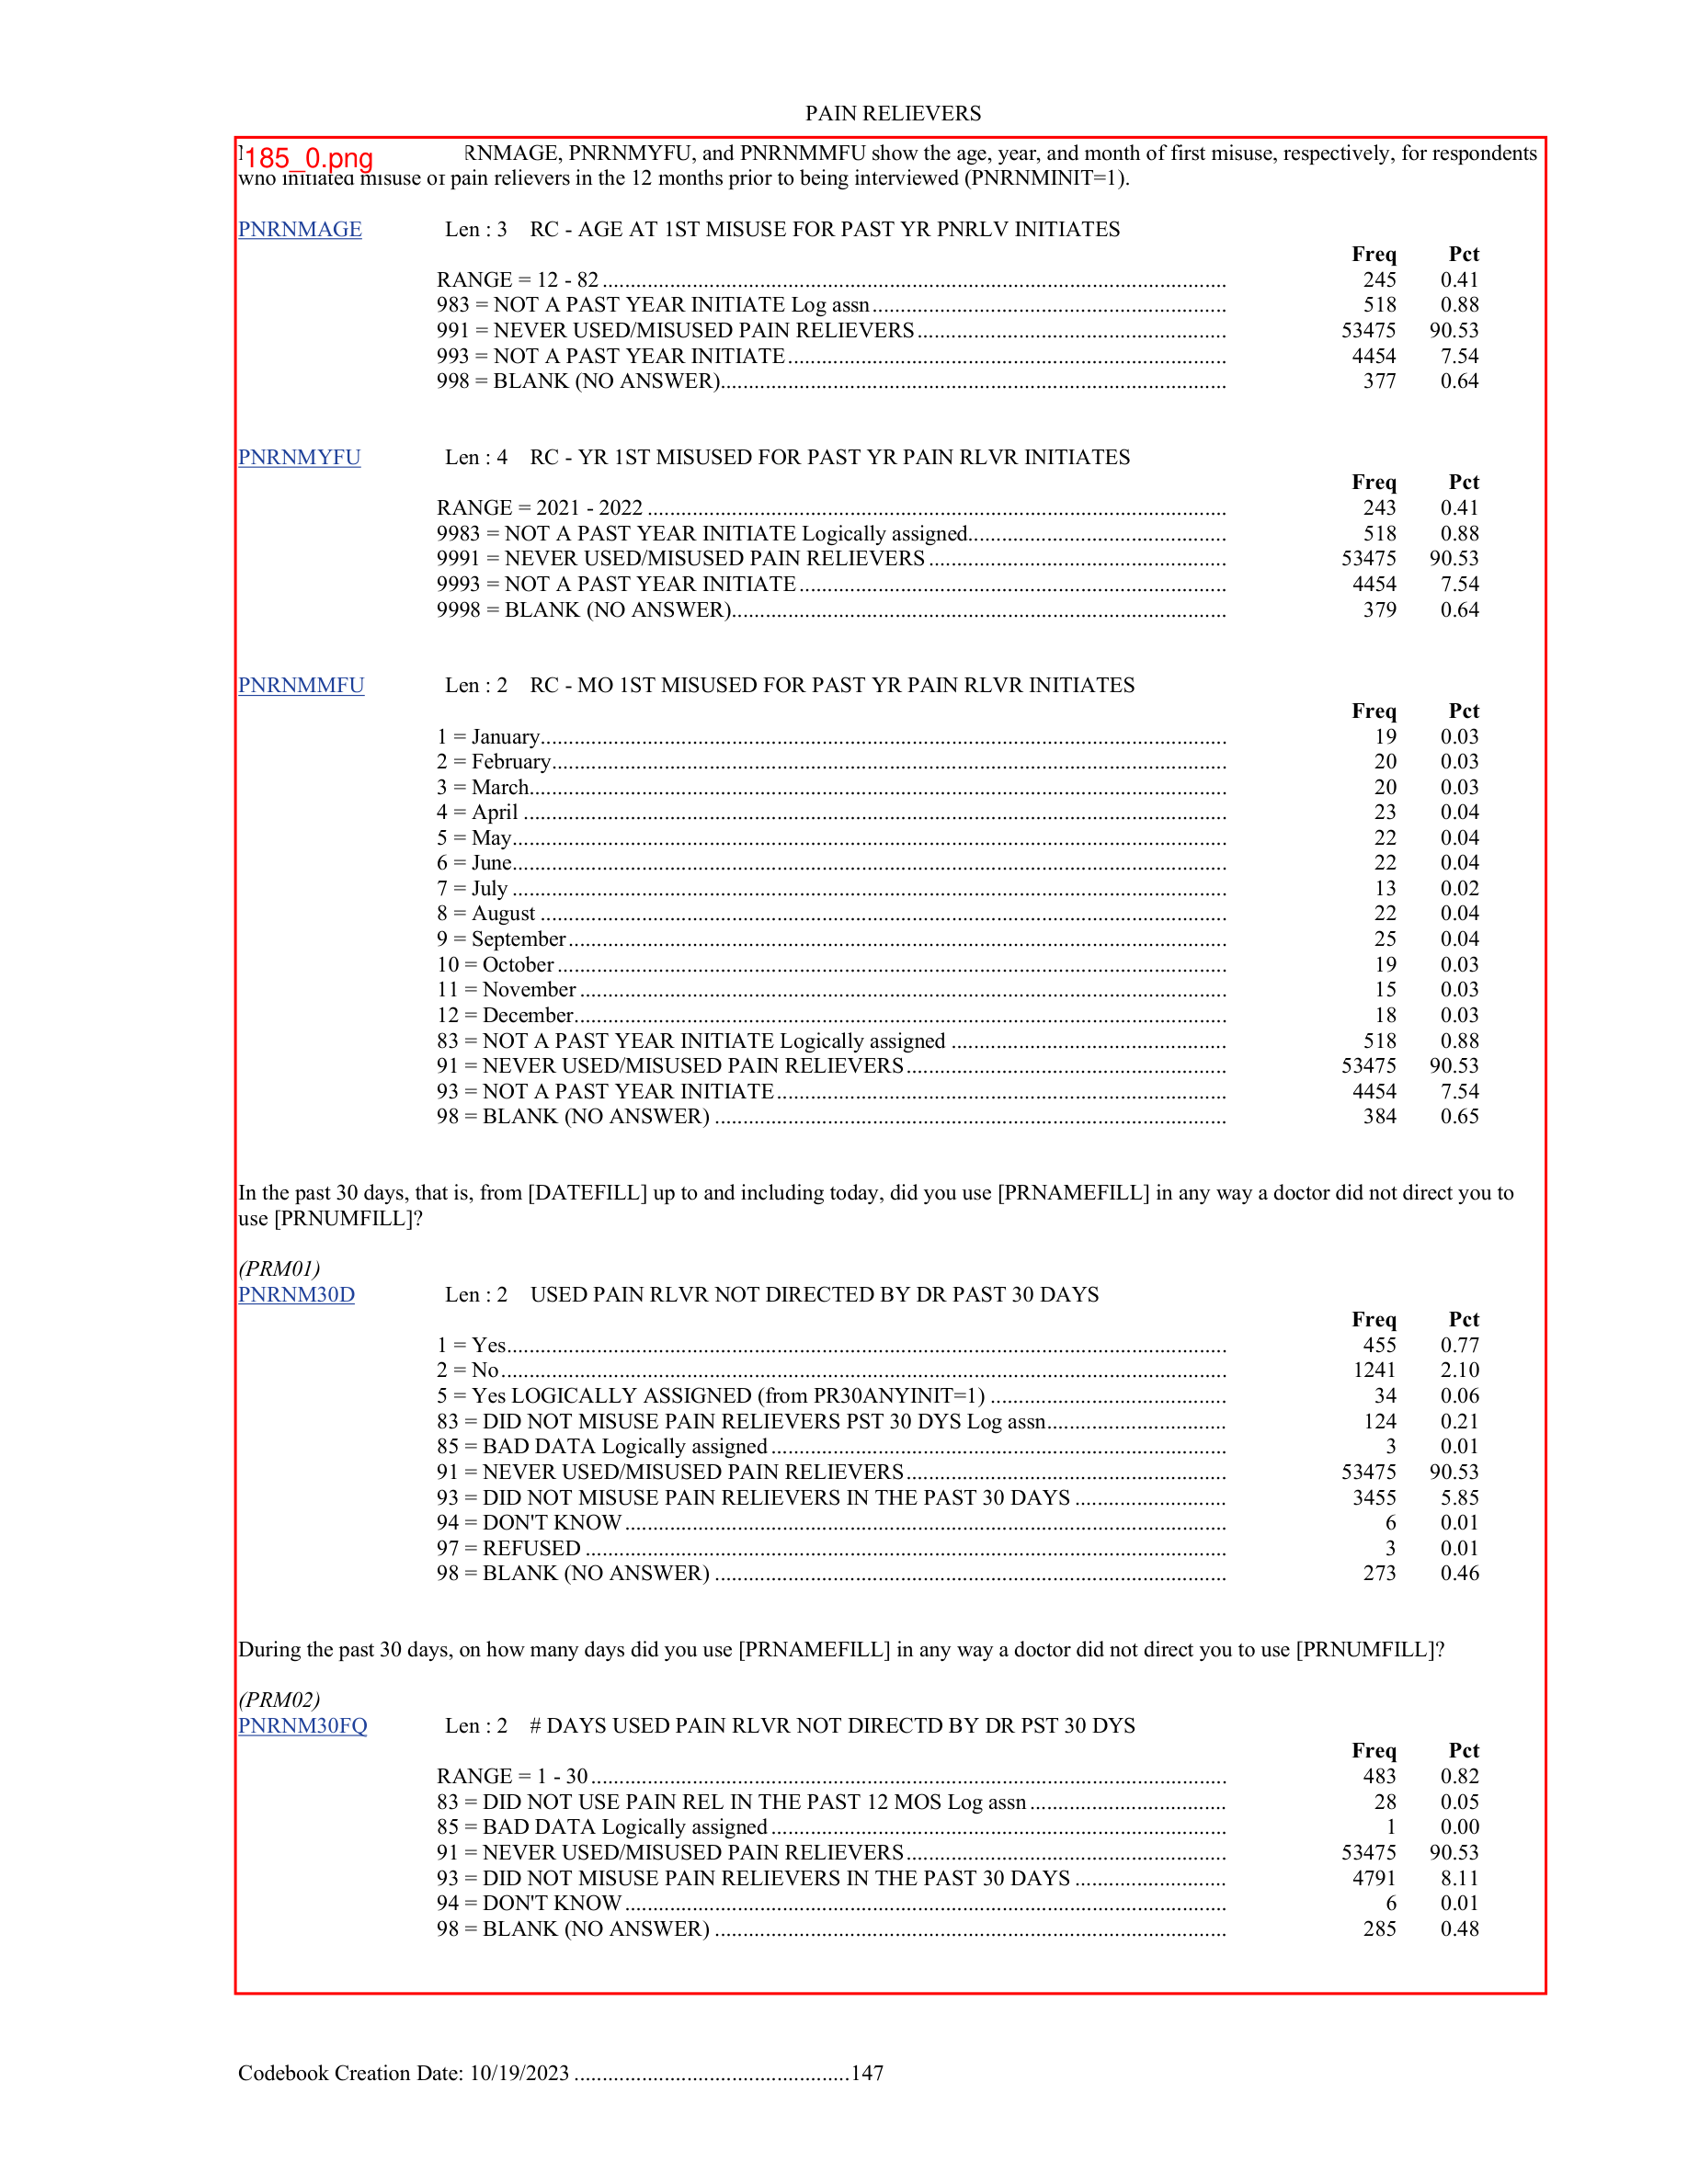 PAIN RELIEVERS
185_0.png RNMAGE, PNRNMYFU, and PNRNMMFU show the age, year, and month of first misuse, respectively, for respondents
who initiated misuse of pain relievers in the 12 months prior to being interviewed (PNRNMINIT=1).
PNRNMAGE Len : 3 RC - AGE AT 1ST MISUSE FOR PAST YR PNRLV INITIATES
Freq Pct
RANGE = 12 - 82 245 0.41
983 = NOT A PAST YEAR INITIATE Log assn 518 0.88
991 = NEVER USED/MISUSED PAIN RELIEVERS 53475 90.53
993 = NOT A PAST YEAR INITIATE 4454 7.54
998 = BLANK (NO ANSWER) 377 0.64
PNRNMYFU Len : 4 RC - YR 1ST MISUSED FOR PAST YR PAIN RLVR INITIATES
Freq Pct
RANGE = 2021 - 2022 243 0.41
9983 = NOT A PAST YEAR INITIATE Logically assigned 518 0.88
9991 = NEVER USED/MISUSED PAIN RELIEVERS 53475 90.53
9993 = NOT A PAST YEAR INITIATE 4454 7.54
9998 = BLANK (NO ANSWER) 379 0.64
PNRNMMFU Len : 2 RC - MO 1ST MISUSED FOR PAST YR PAIN RLVR INITIATES
Freq Pct
1 = January 19 0.03
2 = February 20 0.03
3 = March 20 0.03
4 = April 23 0.04
5 = May 22 0.04
6 = June 22 0.04
7 = July 13 0.02
8 = August 22 0.04
9 = September 25 0.04
10 = October 19 0.03
11 = November 15 0.03
12 = December 18 0.03
83 = NOT A PAST YEAR INITIATE Logically assigned 518 0.88
91 = NEVER USED/MISUSED PAIN RELIEVERS 53475 90.53
93 = NOT A PAST YEAR INITIATE 4454 7.54
98 = BLANK (NO ANSWER) 384 0.65
In the past 30 days, that is, from [DATEFILL] up to and including today, did you use [PRNAMEFILL] in any way a doctor did not direct you to
use [PRNUMFILL]?
(PRM01)
PNRNM30D Len : 2 USED PAIN RLVR NOT DIRECTED BY DR PAST 30 DAYS
Freq Pct
1 = Yes 455 0.77
2 = No 1241 2.10
5 = Yes LOGICALLY ASSIGNED (from PR30ANYINIT=1) 34 0.06
83 = DID NOT MISUSE PAIN RELIEVERS PST 30 DYS Log assn 124 0.21
85 = BAD DATA Logically assigned 3 0.01
91 = NEVER USED/MISUSED PAIN RELIEVERS 53475 90.53
93 = DID NOT MISUSE PAIN RELIEVERS IN THE PAST 30 DAYS 3455 5.85
94 = DON'T KNOW 6 0.01
97 = REFUSED 3 0.01
98 = BLANK (NO ANSWER) 273 0.46
During the past 30 days, on how many days did you use [PRNAMEFILL] in any way a doctor did not direct you to use [PRNUMFILL]?
(PRM02)
PNRNM30FQ Len : 2 # DAYS USED PAIN RLVR NOT DIRECTD BY DR PST 30 DYS
Freq Pct
RANGE = 1 - 30 483 0.82
83 = DID NOT USE PAIN REL IN THE PAST 12 MOS Log assn 28 0.05
85 = BAD DATA Logically assigned 1 0.00
91 = NEVER USED/MISUSED PAIN RELIEVERS 53475 90.53
93 = DID NOT MISUSE PAIN RELIEVERS IN THE PAST 30 DAYS 4791 8.11
94 = DON'T KNOW 6 0.01
98 = BLANK (NO ANSWER) 285 0.48
Codebook Creation Date: 10/19/2023 147